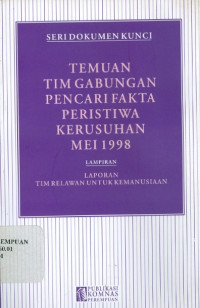 SERI DOKUMEN KUNCI
TEMUAN
TIM GABUNGAN
PENCARI FAKTA
PERISTIWA
KERUSUHAN
MEI 1998
LAMPIRAN
LAPORAN
TIM RELAWAN UNTUK KEMANUSIAAN
EMPUAN
PUBLIKASI
KOMNAS
PEREMPUAN